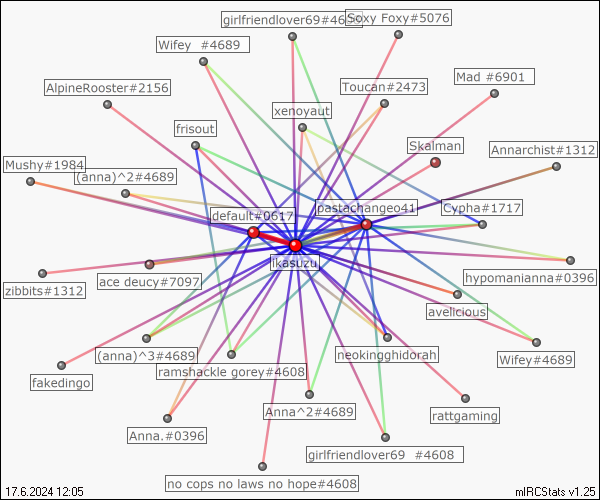 girlfriendlover69#4608
Soxy Foxy#5076
Wifey #4689
Mad #6901
AlpineRooster#2156
Toucan#2473
xenoyaut
frisout
Skalman
Annarchist#1312
Mushy#1984
(anna)^2#4689
default#0617
pastachangeo41
Cypha#1717
ikasuzu
ace deucy#7097
hypomanianna#0396
zibbits#1312
avelicious
(anna)^3#4689
neokingghidorah
Wifey#4689
ramshackle gorey#4608
fakedingo
Anna^2#4689
rattgaming
Anna.#0396
girlfriendlover69 #4608
no cops no laws no hope#4608
17.6.2024 12:05
mIRCStats v1.25